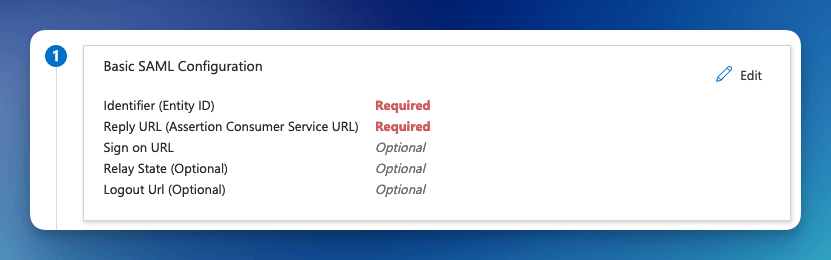 1
Basic SAML Configuration
Edit
Identifier (Entity ID) Required
Reply URL (Assertion Consumer Service URL) Required
Sign on URL Optional
Relay State (Optional) Optional
Logout Url (Optional) Optional